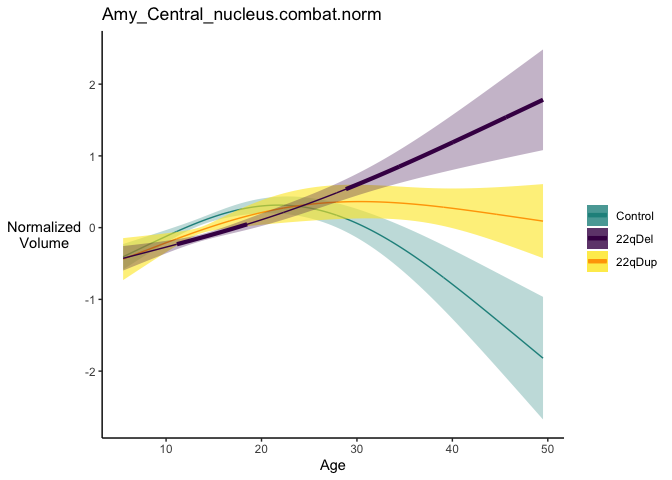 Amy_Central_nucleus.combat.norm
2
1
0
-1
-2
Normalized
Volume
10
20
30
40
50
Age
Control
22qDel
22qDup